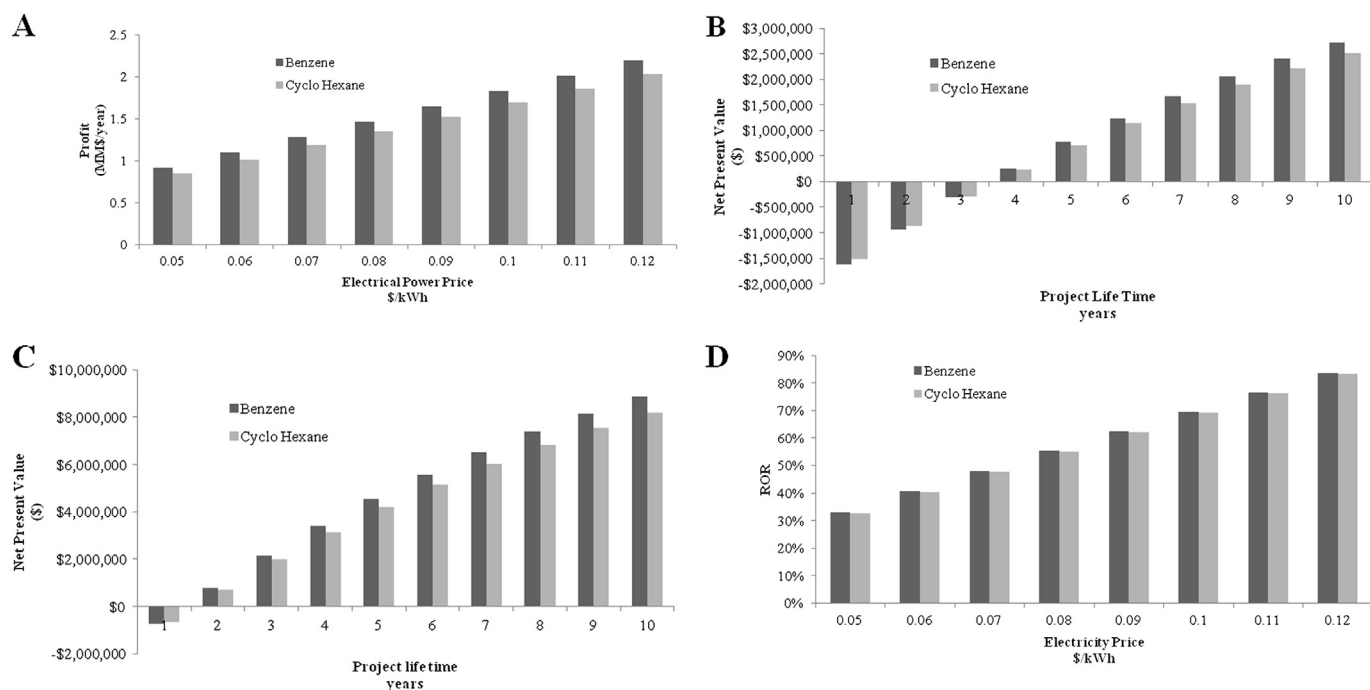 A
2.5
2
1.5
1
0.5
0
Profit
(MM$/year)
Benzene
Cyclo Hexane
0.05 0.06 0.07 0.08 0.09 0.1 0.11 0.12
Electrical Power Price
$/kWh
B
$3,000,000
$2,500,000
$2,000,000
$1,500,000
$1,000,000
$500,000
$0
-$500,000
-$1,000,000
-$1,500,000
-$2,000,000
Net Present Value
($)
Benzene
Cyclo Hexane
1 2 3 4 5 6 7 8 9 10
Project Life Time
years
C
$10,000,000
$8,000,000
$6,000,000
$4,000,000
$2,000,000
$0
-$2,000,000
Net Present Value
($)
Benzene
Cyclo Hexane
1 2 3 4 5 6 7 8 9 10
Project life time
years
D
90%
80%
70%
60%
50%
40%
30%
20%
10%
0%
ROR
Benzene
Cyclo Hexane
0.05 0.06 0.07 0.08 0.09 0.1 0.11 0.12
Electricity Price
$/kWh